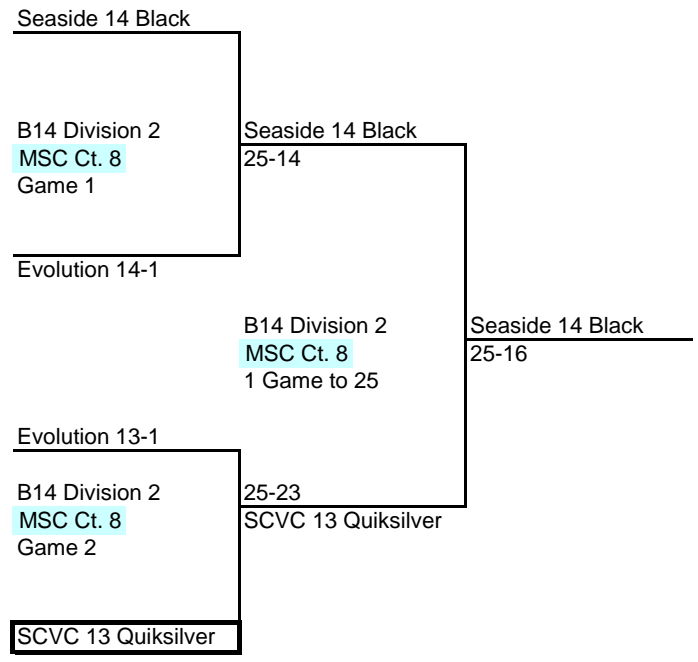 Seaside 14 Black
B14 Division 2
MSC Ct. 8
Game 1
Seaside 14 Black
25-14
Evolution 14-1
B14 Division 2
MSC Ct. 8
1 Game to 25
Seaside 14 Black
25-16
Evolution 13-1
B14 Division 2
MSC Ct. 8
Game 2
25-23
SCVC 13 Quiksilver
SCVC 13 Quiksilver